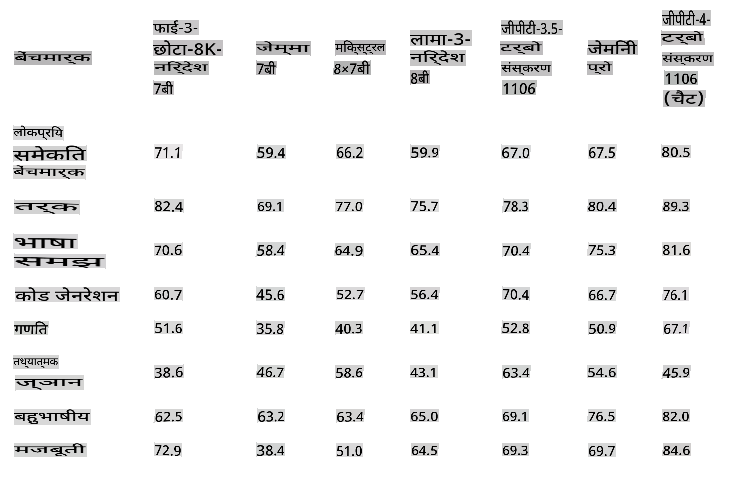 बेंचमार्क फाई-3-छोटा-8K-निर्देश 7बी जेम्मा 7बी मिक्स्ट्रल 8×7बी लामा-3-निर्देश 8बी जीपीटी-3.5-टर्बो संस्करण 1106 जेमिनी प्रो जीपीटी-4-टर्बो संस्करण 1106 (चैट)
लोकप्रिय समेकित बेंचमार्क 71.1 59.4 66.2 59.9 67.0 67.5 80.5
तर्क 82.4 69.1 77.0 75.7 78.3 80.4 89.3
भाषा समझ 70.6 58.4 64.9 65.4 70.4 75.3 81.6
कोड जेनरेशन 60.7 45.6 52.7 56.4 70.4 66.7 76.1
गणित 51.6 35.8 40.3 41.1 52.8 50.9 67.1
तथ्यात्मक ज्ञान 38.6 46.7 58.6 43.1 63.4 54.6 45.9
बहुभाषीय 62.5 63.2 63.4 65.0 69.1 76.5 82.0
मजबूती 72.9 38.4 51.0 64.5 69.3 69.7 84.6